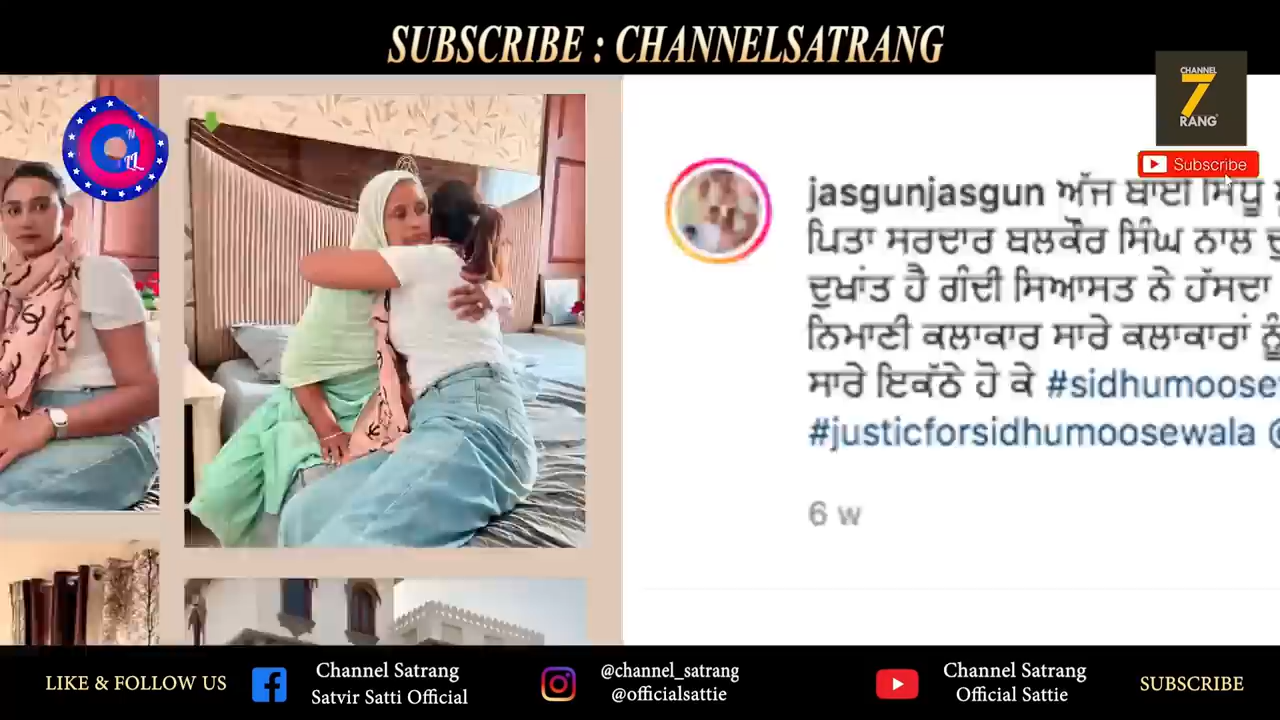 SUBSCRIBE : CHANNELSATRANG
CHANNEL
7
RANG
Subscribe
jasgunjasgun ਅੱਜ ਬਾਈ ਸਿੱਧੂ
ਪਿਤਾ ਸਰਦਾਰ ਬਲਕੌਰ ਸਿੰਘ ਨਾਲ
ਦੁਖਾਂਤ ਹੈ ਗੰਦੀ ਸਿਆਸਤ ਨੇ ਹੱਸਦਾ
ਨਿਮਾਣੀ ਕਲਾਕਾਰ ਸਾਰੇ ਕਲਾਕਾਰਾਂ ਨੂੰ
ਸਾਰੇ ਇਕੱਠੇ ਹੋ ਕੇ #sidhumoose
#justicforsidhumoosewala @
6 w
LIKE & FOLLOW US
Channel Satrang
Satvir Satti Official
@channel_satrang
@officialsattie
Channel Satrang
Official Sattie
SUBSCRIBE